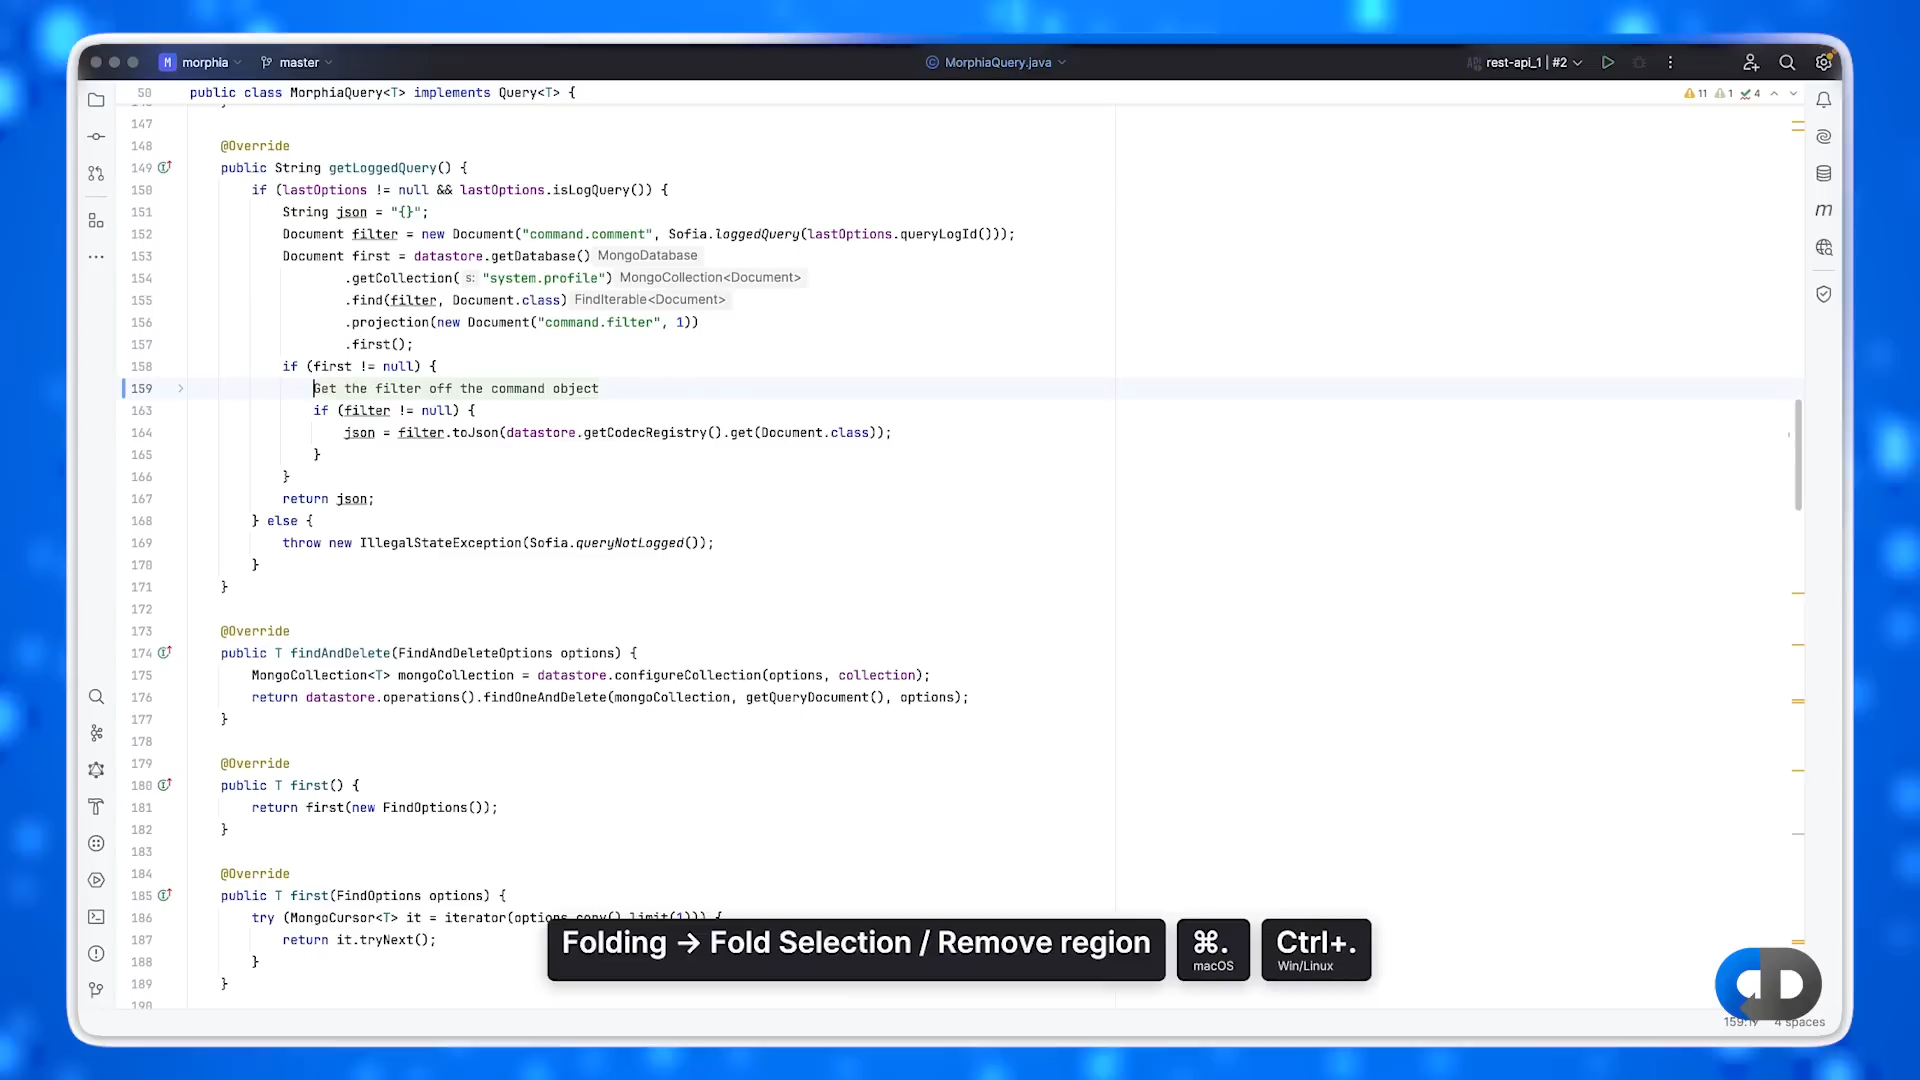 M morphia master MorphiaQuery.java API rest-api_1 | #2
50 public class MorphiaQuery<T> implements Query<T> { 11 1 4
147
148 @Override
149 public String getLoggedQuery() {
150 if (lastOptions != null && lastOptions.isLogQuery()) {
151 String json = "{}";
152 Document filter = new Document("command.comment", Sofia.loggedQuery(lastOptions.queryLogId()));
153 Document first = datastore.getDatabase() MongoDatabase
154 .getCollection( s: "system.profile") MongoCollection<Document>
155 .find(filter, Document.class) FindIterable<Document>
156 .projection(new Document("command.filter", 1))
157 .first();
158 if (first != null) {
159 Get the filter off the command object
163 if (filter != null) {
164 json = filter.toJson(datastore.getCodecRegistry().get(Document.class));
165 }
166 }
167 return json;
168 } else {
169 throw new IllegalStateException(Sofia.queryNotLogged());
170 }
171 }
172
173 @Override
174 public T findAndDelete(FindAndDeleteOptions options) {
175 MongoCollection<T> mongoCollection = datastore.configureCollection(options, collection);
176 return datastore.operations().findOneAndDelete(mongoCollection, getQueryDocument(), options);
177 }
178
179 @Override
180 public T first() {
181 return first(new FindOptions());
182 }
183
184 @Override
185 public T first(FindOptions options) {
186 try (MongoCursor<T> it = iterator(options.copy().limit(1))) {
187 return it.tryNext();
188 }
189 }
190
Folding → Fold Selection / Remove region ⌘. Ctrl+.
macOS Win/Linux
4 spaces